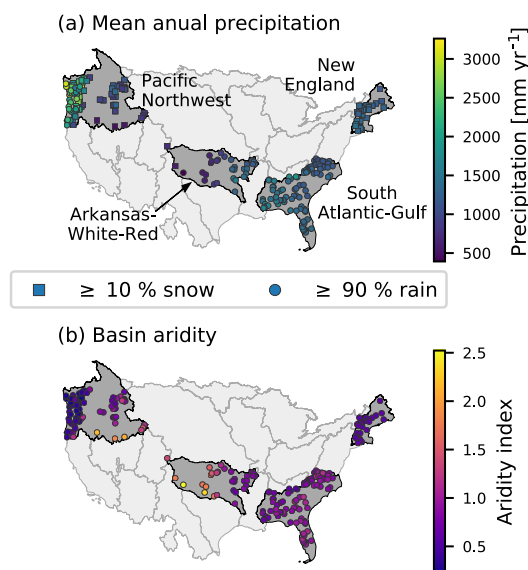 (a) Mean anual precipitation
Pacific
Northwest
New
England
Arkansas-
White-Red
South
Atlantic-Gulf
3000
2500
2000
1500
1000
500
Precipitation [mm yr⁻¹]
≥ 10 % snow
≥ 90 % rain
(b) Basin aridity
2.5
2.0
1.5
1.0
0.5
Aridity index